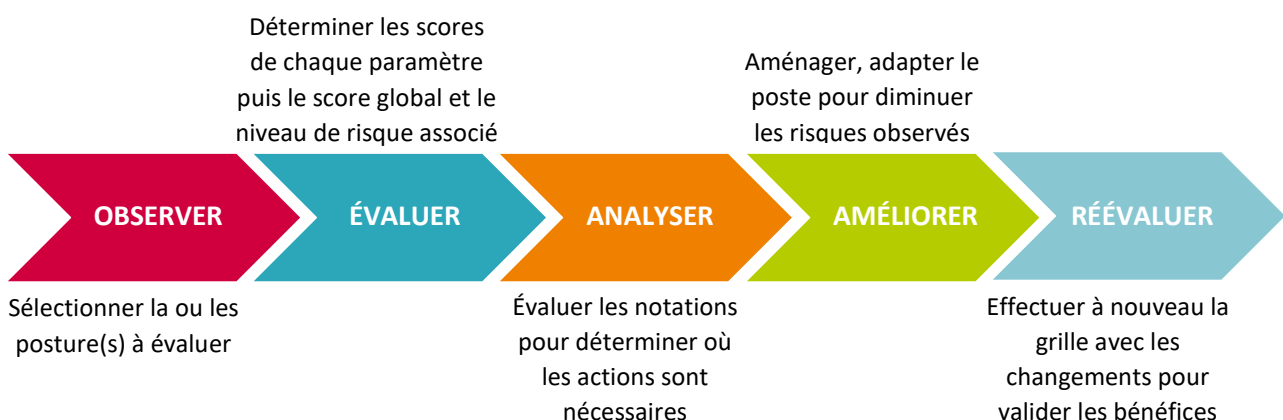 OBSERVER
Sélectionner la ou les
posture(s) à évaluer
Déterminer les scores
de chaque paramètre
puis le score global et le
niveau de risque associé
ÉVALUER
ANALYSER
Évaluer les notations
pour déterminer où
les actions sont
nécessaires
Aménager, adapter le
poste pour diminuer
les risques observés
AMÉLIORER
RÉÉVALUER
Effectuer à nouveau la
grille avec les
changements pour
valider les bénéfices